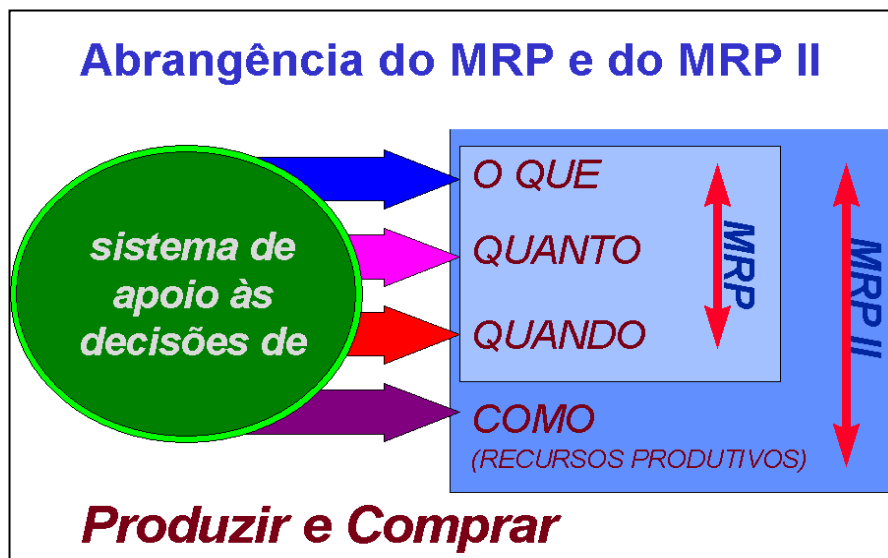 Abrangência do MRP e do MRP II
sistema de
apoio às
decisões de
O QUE
QUANTO
QUANDO
COMO
(RECURSOS PRODUTIVOS)
MRP
MRP II
Produzir e Comprar